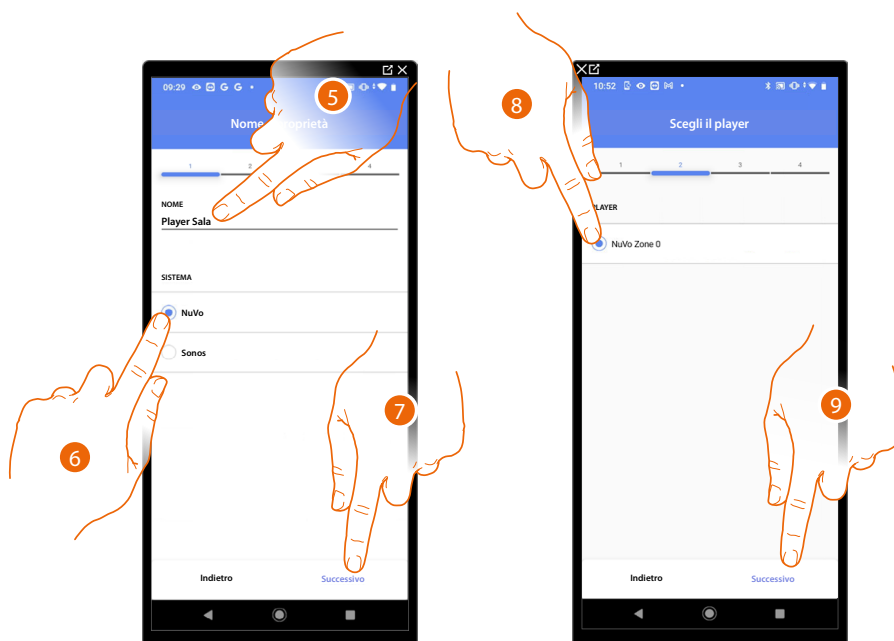 09:29
5
Nome
proprietà
1
2
4
NOME
Player Sala
SISTEMA
NuVo
Sonos
6
7
Indietro
Successivo
8
10:52
Scegli il player
1
2
3
4
PLAYER
NuVo Zone 0
9
Indietro
Successivo